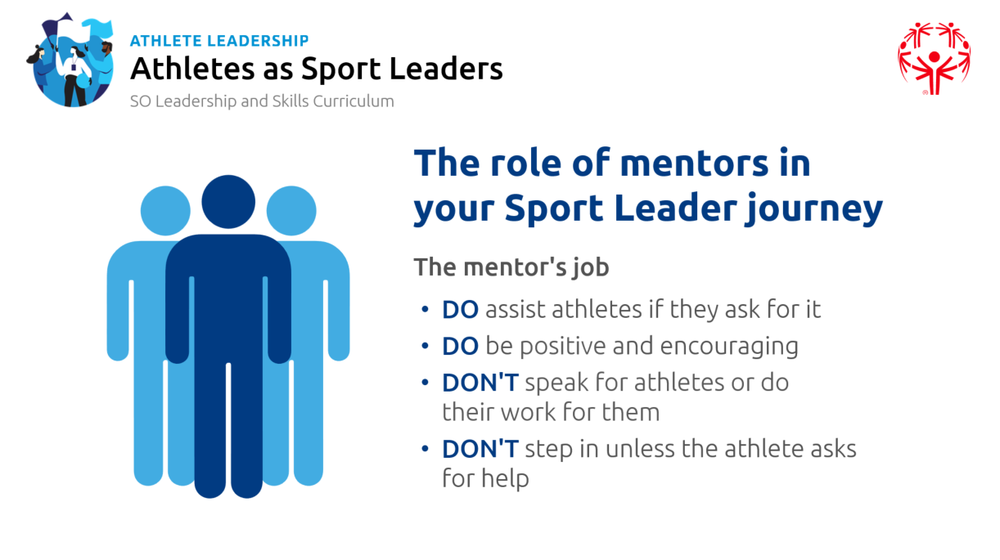 ATHLETE LEADERSHIP
Athletes as Sport Leaders
SO Leadership and Skills Curriculum
®
The role of mentors in
your Sport Leader journey
The mentor's job
• DO assist athletes if they ask for it
• DO be positive and encouraging
• DON'T speak for athletes or do
their work for them
• DON'T step in unless the athlete asks
for help